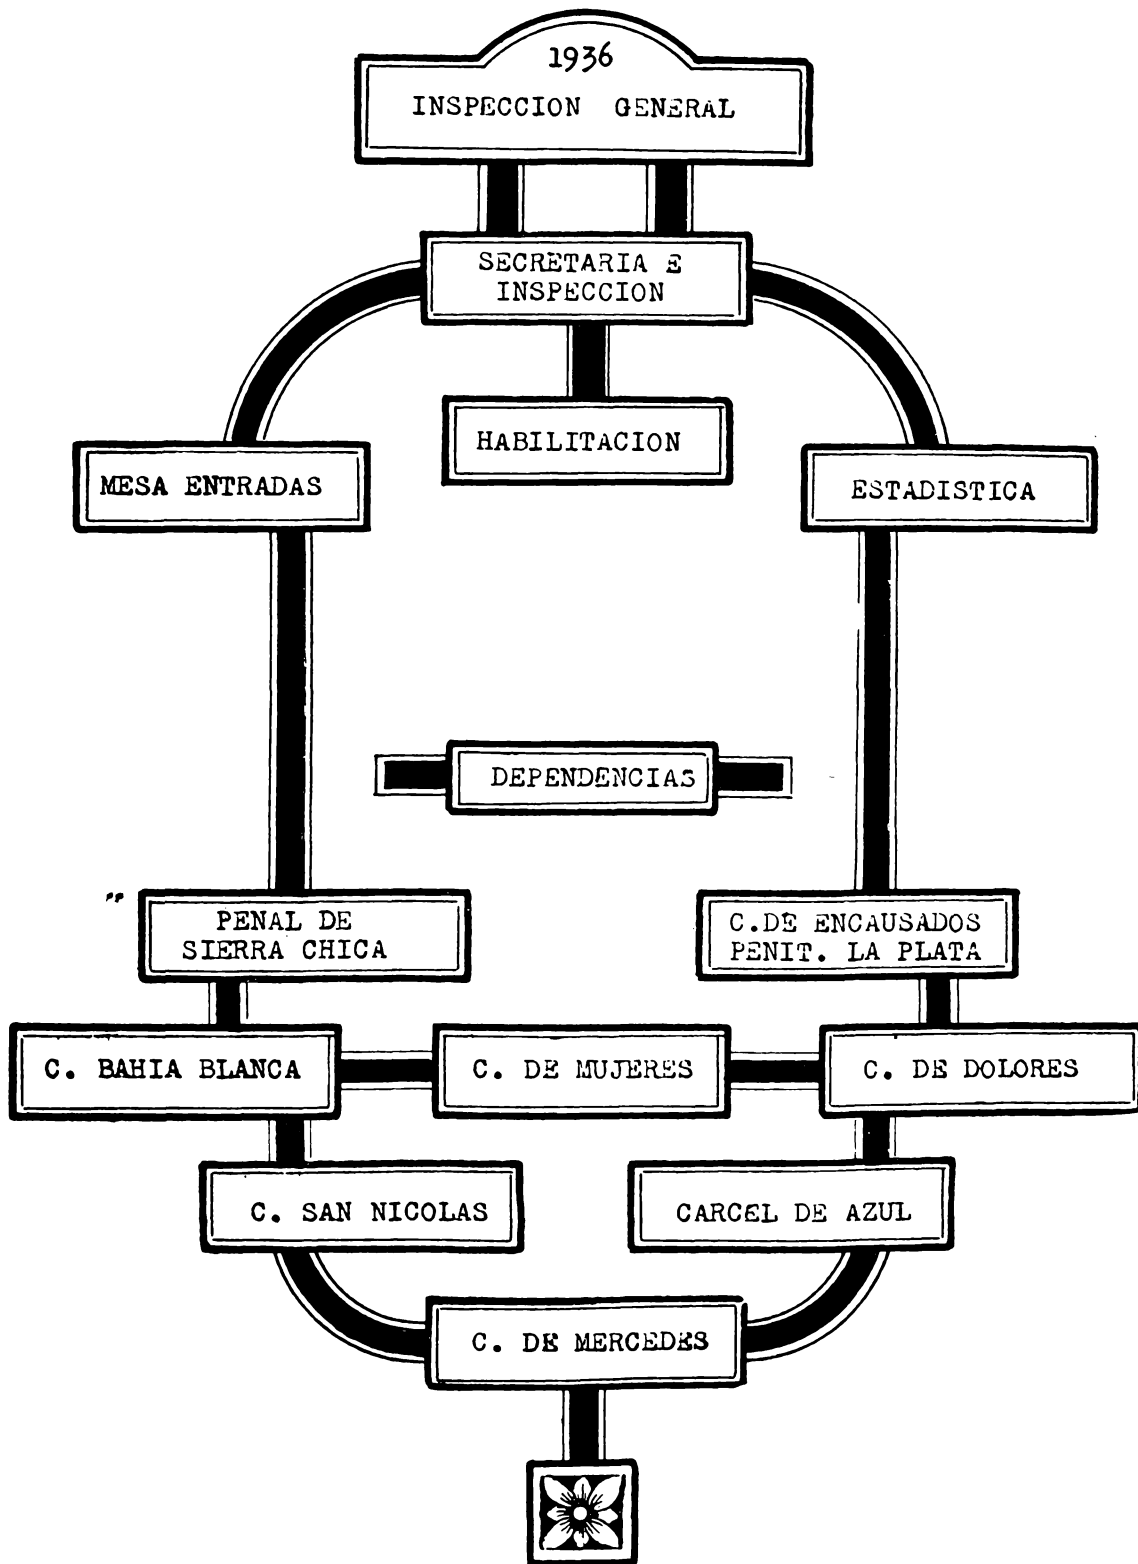 1936
INSPECCION GENERAL
SECRETARIA E
INSPECCION
HABILITACION
MESA ENTRADAS
ESTADISTICA
DEPENDENCIAS
"
PENAL DE
SIERRA CHICA
C.DE ENCAUSADOS
PENIT. LA PLATA
C. BAHIA BLANCA
C. DE MUJERES
C. DE DOLORES
C. SAN NICOLAS
CARCEL DE AZUL
C. DE MERCEDES